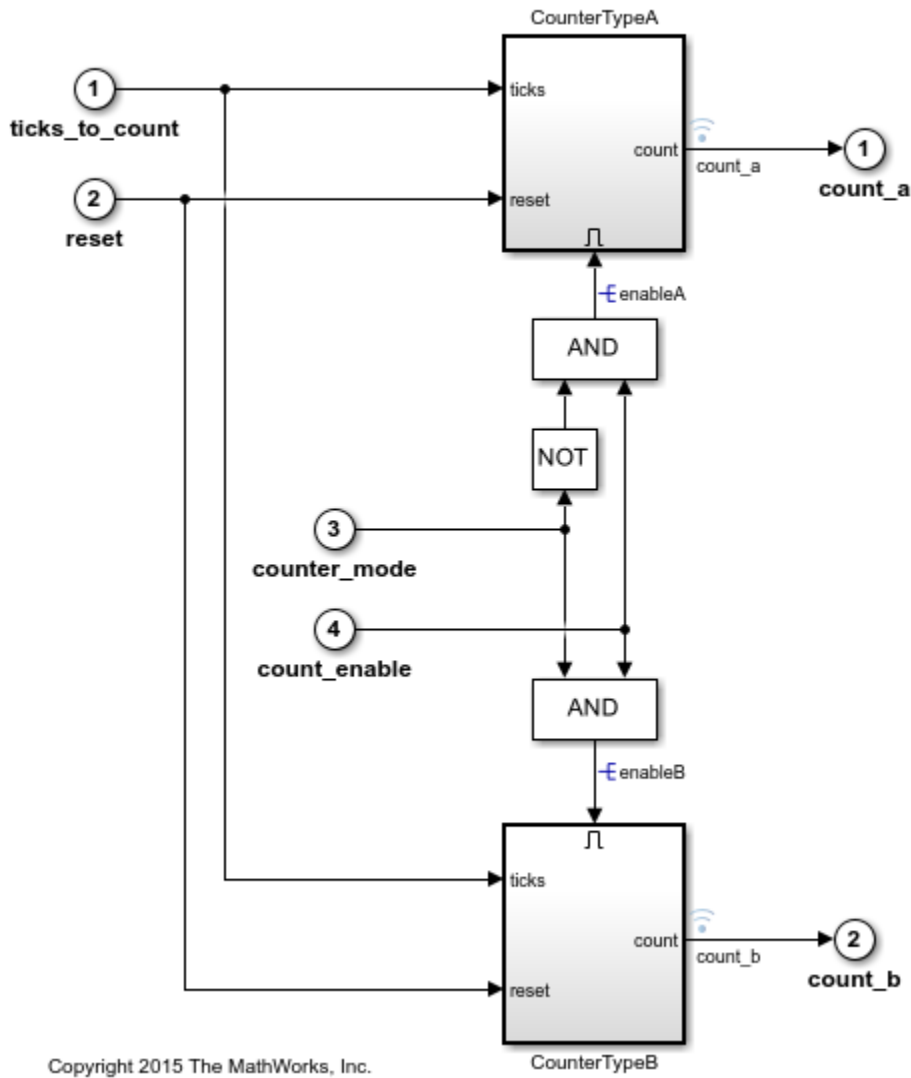 CounterTypeA
1
ticks
ticks_to_count
count
1
count_a
count_a
2
reset
reset
enableA
AND
NOT
3
counter_mode
4
count_enable
AND
enableB
ticks
count
2
count_b
count_b
reset
Copyright 2015 The MathWorks, Inc.
CounterTypeB